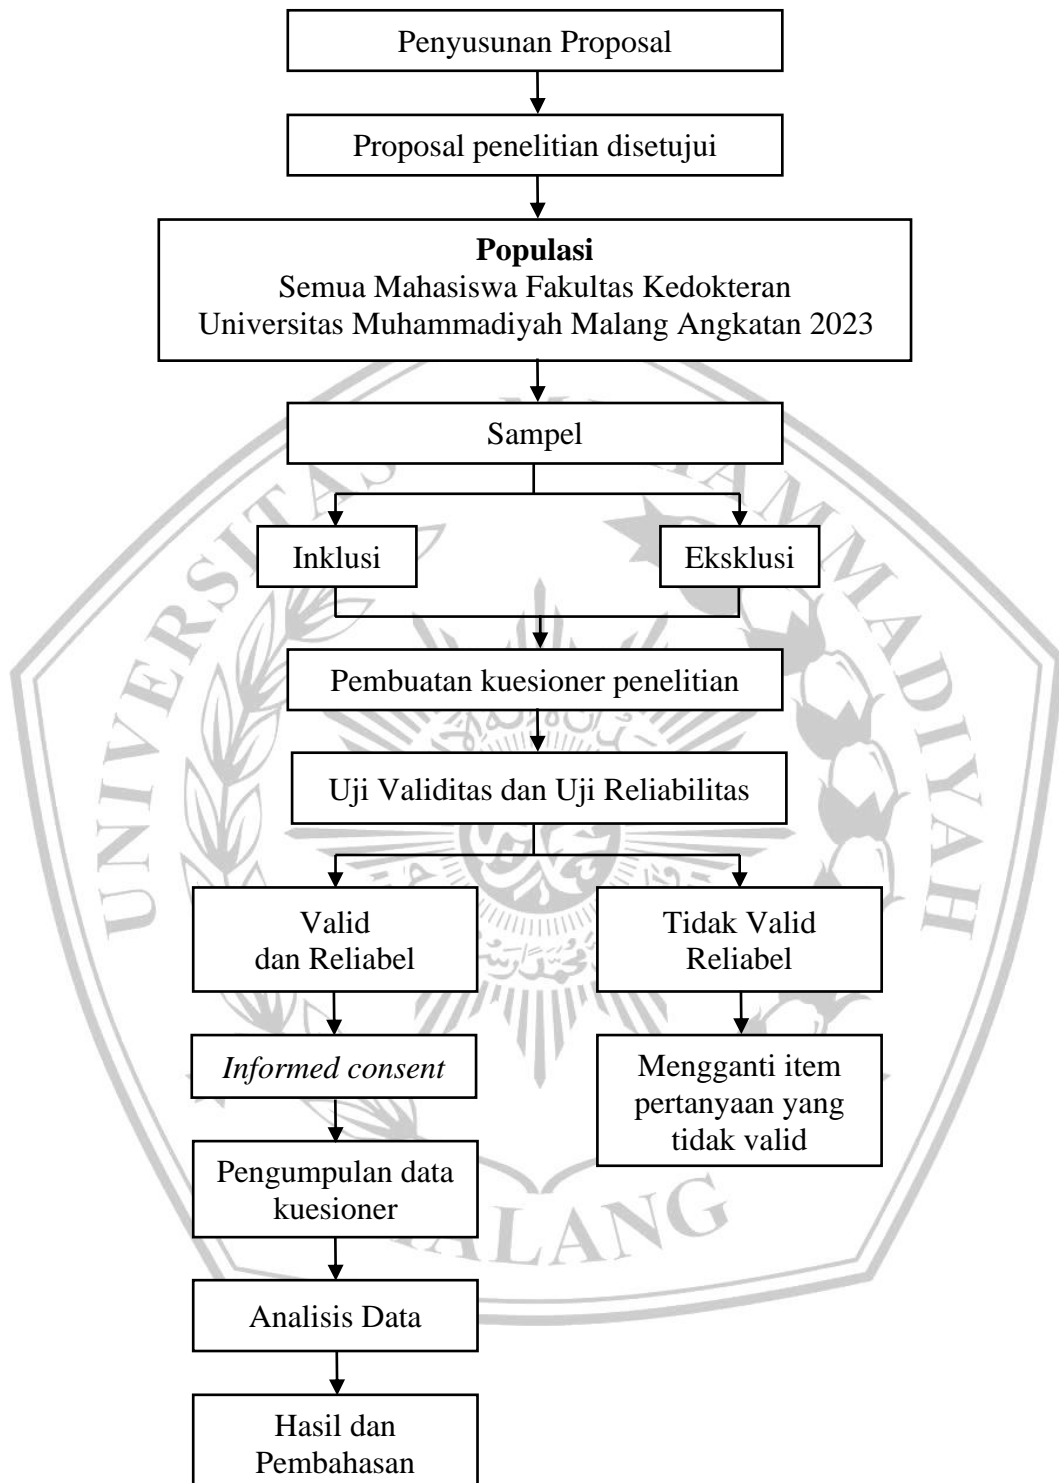 Penyusunan Proposal
Proposal penelitian disetujui
Populasi
Semua Mahasiswa Fakultas Kedokteran
Universitas Muhammadiyah Malang Angkatan 2023
Sampel
Inklusi
Eksklusi
Pembuatan kuesioner penelitian
Uji Validitas dan Uji Reliabilitas
Valid
dan Reliabel
Tidak Valid
Reliabel
Informed consent
Mengganti item
pertanyaan yang
tidak valid
Pengumpulan data
kuesioner
Analisis Data
Hasil dan
Pembahasan